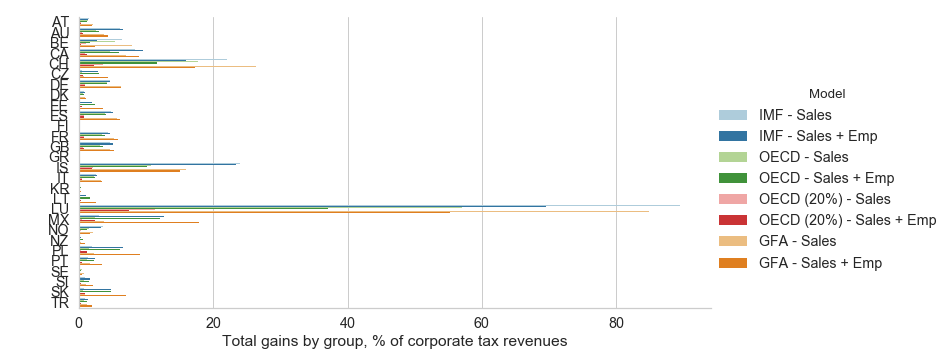 AT
AU
BE
CA
CH
CZ
DE
DK
EE
ES
FI
FR
GB
GR
IS
IT
KR
LT
LU
MX
NO
NZ
PL
PT
SE
SI
SK
TR
0 20 40 60 80
Total gains by group, % of corporate tax revenues
Model
IMF - Sales
IMF - Sales + Emp
OECD - Sales
OECD - Sales + Emp
OECD (20%) - Sales
OECD (20%) - Sales + Emp
GFA - Sales
GFA - Sales + Emp